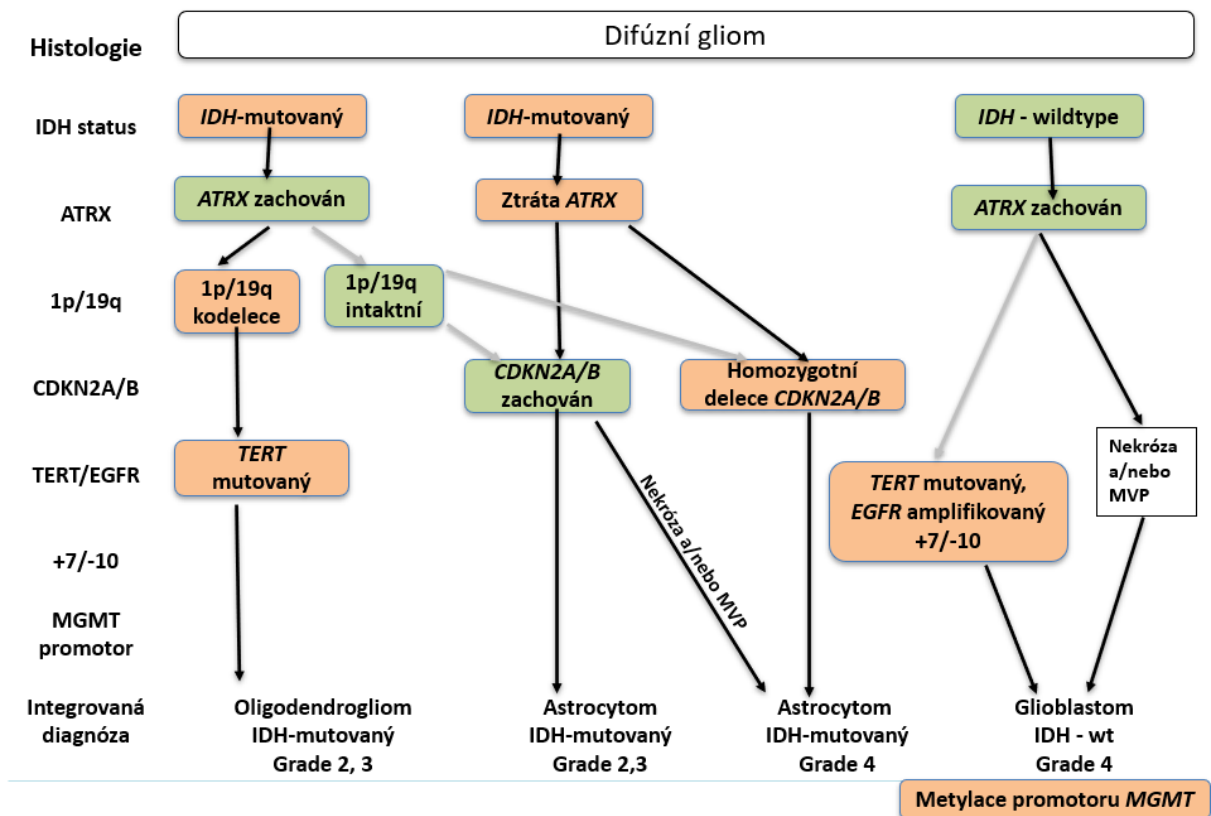 Histologie
Difúzní gliom
IDH status
IDH-mutovaný
IDH-mutovaný
IDH - wildtype
ATRX
ATRX zachován
Ztráta ATRX
ATRX zachován
1p/19q
1p/19q
kodelece
1p/19q
intaktní
CDKN2A/B
CDKN2A/B
zachován
Homozygotní
delece CDKN2A/B
TERT/EGFR
TERT
mutovaný
TERT mutovaný,
EGFR amplifikovaný
+7/-10
Nekróza
a/nebo
MVP
Nekróza a/nebo MVP
+7/-10
MGMT
promotor
Integrovaná
diagnóza
Oligodendrogliom
IDH-mutovaný
Grade 2, 3
Astrocytom
IDH-mutovaný
Grade 2,3
Astrocytom
IDH-mutovaný
Grade 4
Glioblastom
IDH - wt
Grade 4
Metylace promotoru MGMT